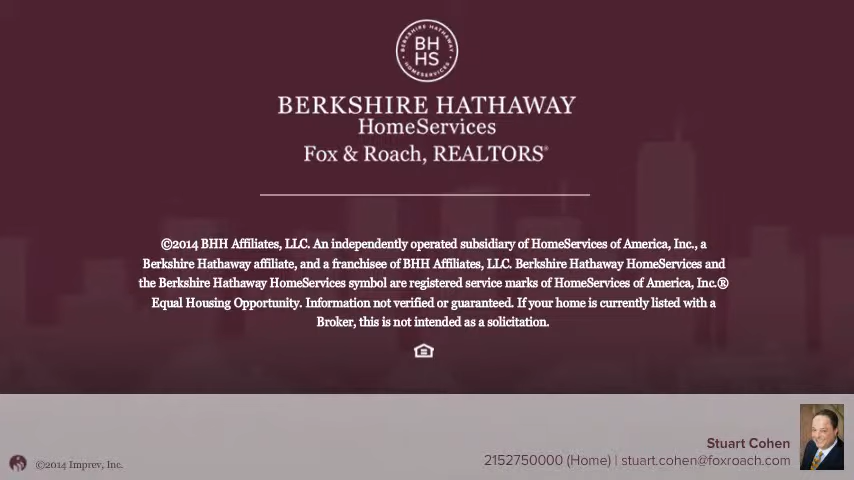 BERKSHIRE HATHAWAY
BH
HS
HOMESERVICES
BERKSHIRE HATHAWAY
HomeServices
Fox & Roach, REALTORS®
©2014 BHH Affiliates, LLC. An independently operated subsidiary of HomeServices of America, Inc., a
Berkshire Hathaway affiliate, and a franchisee of BHH Affiliates, LLC. Berkshire Hathaway HomeServices and
the Berkshire Hathaway HomeServices symbol are registered service marks of HomeServices of America, Inc.®
Equal Housing Opportunity. Information not verified or guaranteed. If your home is currently listed with a
Broker, this is not intended as a solicitation.
Stuart Cohen
2152750000 (Home) | stuart.cohen@foxroach.com
©2014 Imprev, Inc.